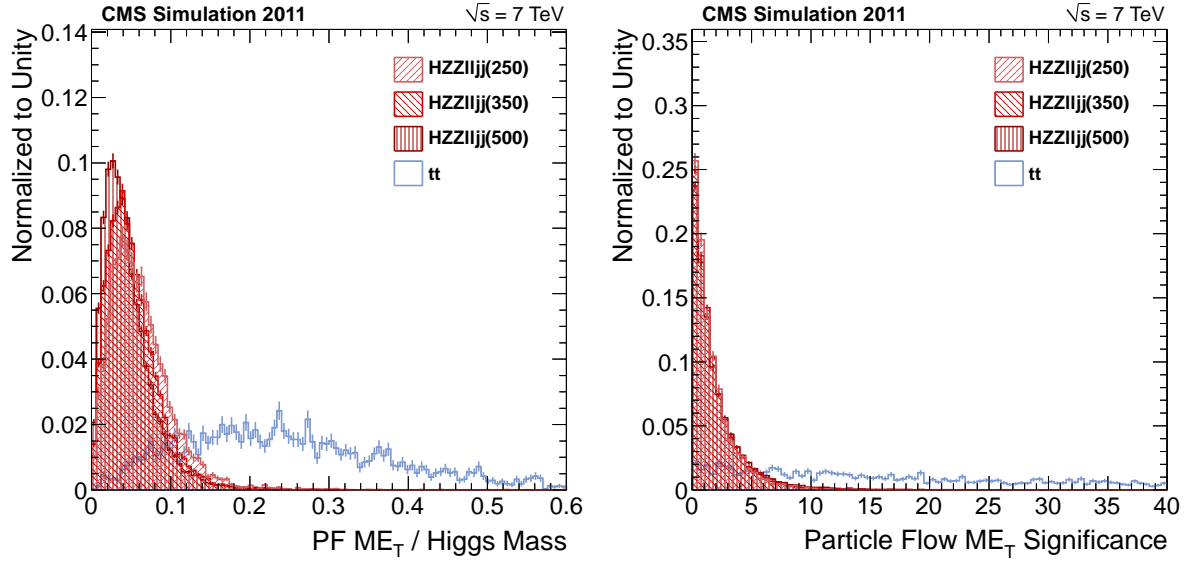 CMS Simulation 2011 √s = 7 TeV
Normalized to Unity
0.14
0.12
0.1
0.08
0.06
0.04
0.02
0
HZZlljj(250)
HZZlljj(350)
HZZlljj(500)
tt
0 0.1 0.2 0.3 0.4 0.5 0.6
PF ME_T / Higgs Mass
CMS Simulation 2011 √s = 7 TeV
Normalized to Unity
0.35
0.3
0.25
0.2
0.15
0.1
0.05
0
HZZlljj(250)
HZZlljj(350)
HZZlljj(500)
tt
0 5 10 15 20 25 30 35 40
Particle Flow ME_T Significance